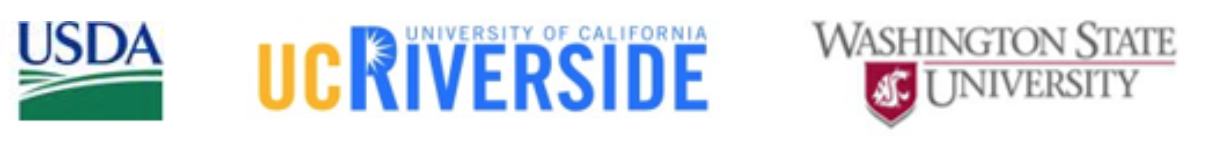 USDA
UNIVERSITY OF CALIFORNIA
UCRIVERSIDE
WASHINGTON STATE
UNIVERSITY